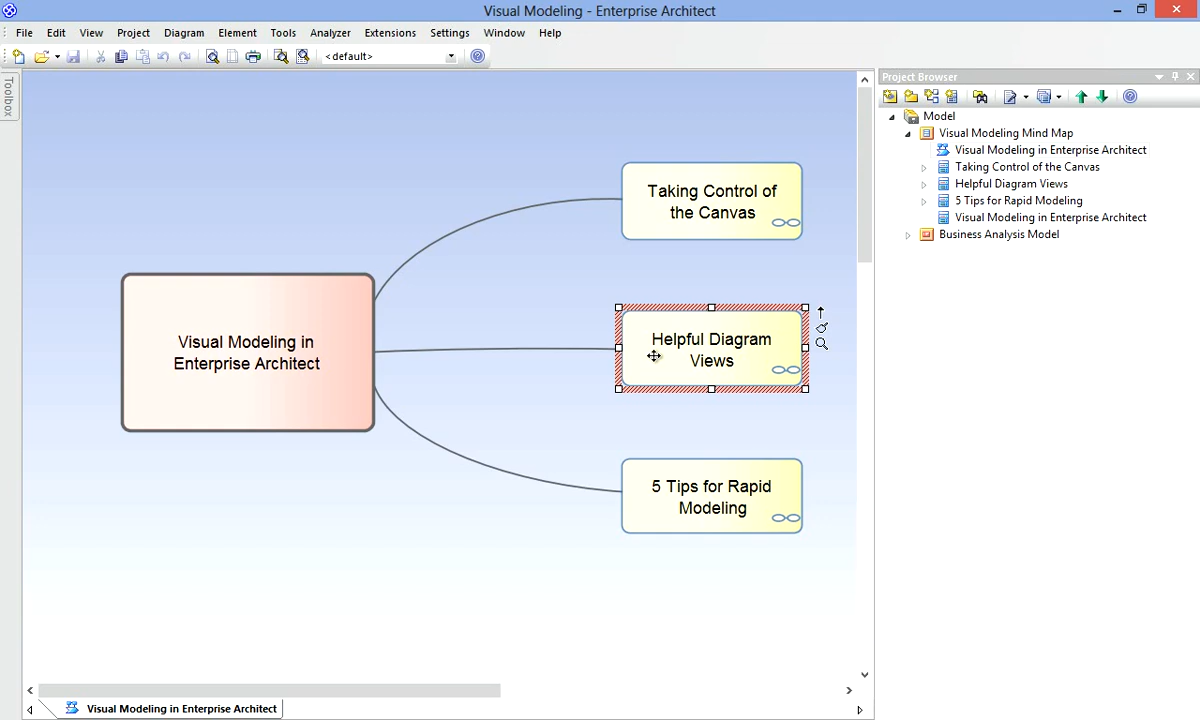 Visual Modeling - Enterprise Architect
File Edit View Project Diagram Element Tools Analyzer Extensions Settings Window Help
<default>
Toolbox
Project Browser
Model
Visual Modeling Mind Map
Visual Modeling in Enterprise Architect
Taking Control of the Canvas
Helpful Diagram Views
5 Tips for Rapid Modeling
Visual Modeling in Enterprise Architect
Business Analysis Model
Taking Control of
the Canvas
Visual Modeling in
Enterprise Architect
Helpful Diagram
Views
5 Tips for Rapid
Modeling
Visual Modeling in Enterprise Architect